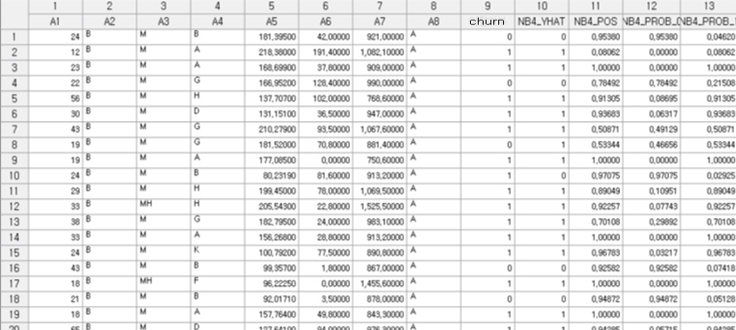 1 2 3 4 5 6 7 8 9 10 11 12 13
A1 A2 A3 A4 A5 A6 A7 A8 churn NB4_YHAT NB4_POS NB4_PROB_ NB4_PROB_
1 24 B M B 181,39500 42,00000 921,00000 A 0 0 0,95380 0,95380 0,04620
2 12 B M A 218,38000 191,40000 1,082,10000 A 1 1 0,08062 0,00000 0,08062
3 23 B M A 168,69900 37,80000 909,00000 A 1 1 1,00000 0,00000 1,00000
4 22 B M G 166,95200 128,40000 990,00000 A 0 0 0,78492 0,78492 0,21508
5 56 B M H 137,70700 102,00000 768,60000 A 1 1 0,91305 0,08695 0,91305
6 30 B M D 131,15100 36,50000 947,00000 A 1 1 0,93683 0,06317 0,93683
7 43 B M G 210,27900 93,50000 1,067,60000 A 1 1 0,50871 0,49129 0,50871
8 19 B M G 181,52000 70,80000 881,40000 A 0 1 0,53344 0,46656 0,53344
9 19 B M A 177,08500 0,00000 750,60000 A 1 1 1,00000 0,00000 1,00000
10 24 B M B 80,23190 81,60000 913,20000 A 1 0 0,97075 0,97075 0,02925
11 29 B M H 199,45000 78,00000 1,069,50000 A 1 1 0,89049 0,10951 0,89049
12 33 B MH H 205,54300 22,80000 1,525,50000 A 1 1 0,92257 0,07743 0,92257
13 38 B M G 182,79500 24,00000 983,10000 A 1 1 0,70108 0,29892 0,70108
14 33 B M A 156,26800 28,80000 913,20000 A 1 1 1,00000 0,00000 1,00000
15 24 B M K 100,79200 77,50000 890,80000 A 1 1 0,96783 0,03217 0,96783
16 43 B M B 99,35700 1,80000 867,00000 A 0 0 0,92582 0,92582 0,07418
17 18 B MH F 96,22250 0,00000 1,455,60000 A 1 1 1,00000 0,00000 1,00000
18 21 B M B 92,01710 3,50000 878,00000 A 0 0 0,94872 0,94872 0,05128
19 18 B M A 157,76400 49,80000 843,30000 A 1 1 1,00000 0,00000 1,00000